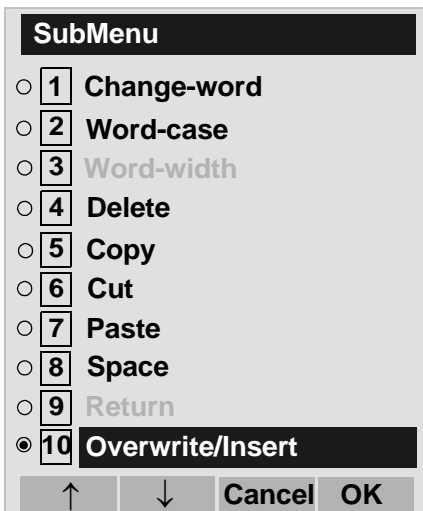 SubMenu
1 Change-word
2 Word-case
3 Word-width
4 Delete
5 Copy
6 Cut
7 Paste
8 Space
9 Return
10 Overwrite/Insert
↑ ↓ Cancel OK